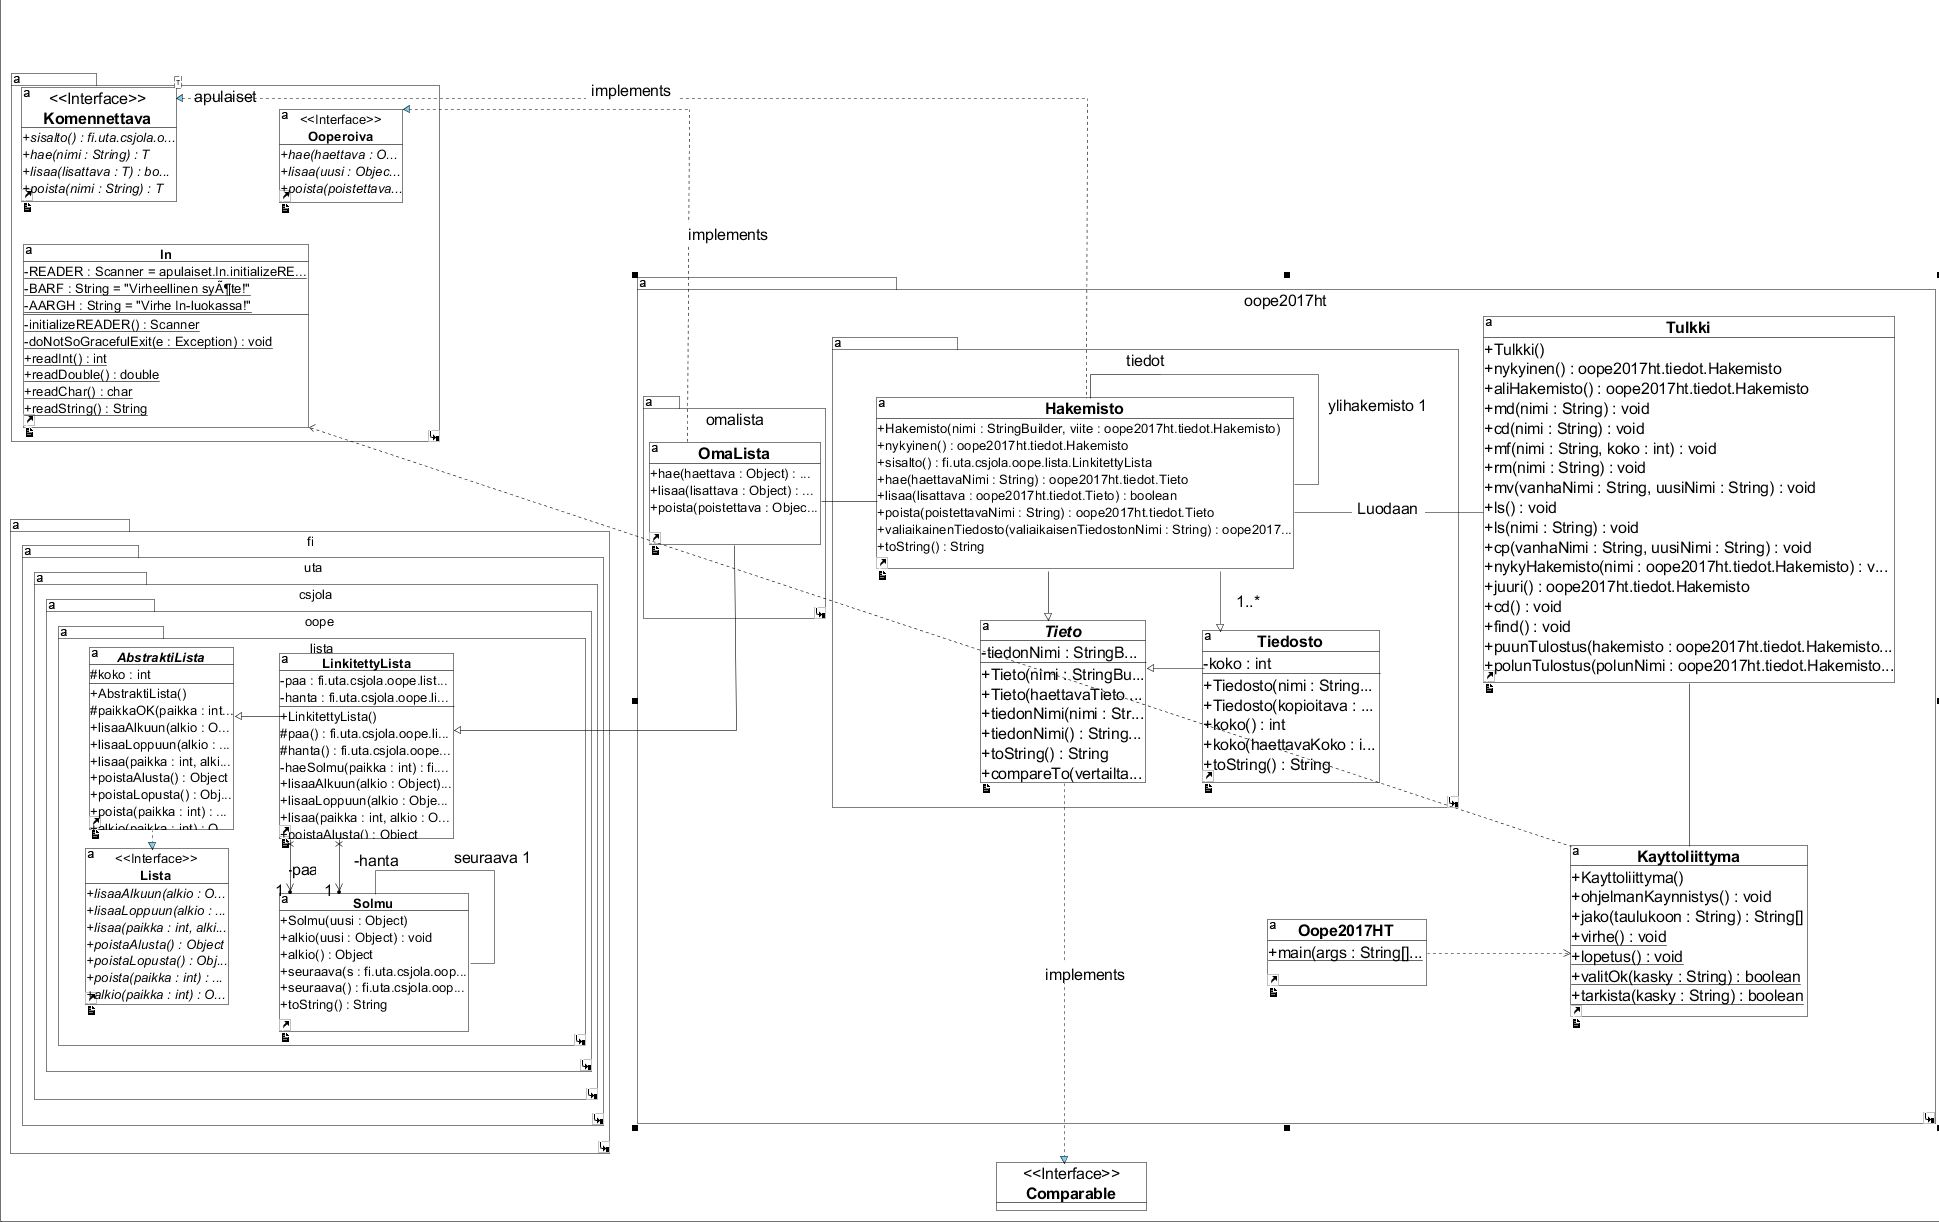 a
a
<<Interface>>
Komennettava
+sisalto() : fi.uta.csjola.o...
+hae(nimi : String) : T
+lisaa(lisattava : T) : bo...
+poista(nimi : String) : T
T
apulaiset
a
<<Interface>>
Ooperoiva
+hae(haettava : O...
+lisaa(uusi : Objec...
+poista(poistettava...
implements
implements
a
In
-READER : Scanner = apulaiset.In.initializeRE...
-BARF : String = "Virheellinen syÃ¶te!"
-AARGH : String = "Virhe In-luokassa!"
-initializeREADER() : Scanner
-doNotSoGracefulExit(e : Exception) : void
+readInt() : int
+readDouble() : double
+readChar() : char
+readString() : String
a
oope2017ht
a
tiedot
a
omalista
a
OmaLista
+hae(haettava : Object) : ...
+lisaa(lisattava : Object) : ...
+poista(poistettava : Objec...
a
Hakemisto
+Hakemisto(nimi : StringBuilder, viite : oope2017ht.tiedot.Hakemisto)
+nykyinen() : oope2017ht.tiedot.Hakemisto
+sisalto() : fi.uta.csjola.oope.lista.LinkitettyLista
+hae(haettavaNimi : String) : oope2017ht.tiedot.Tieto
+lisaa(lisattava : oope2017ht.tiedot.Tieto) : boolean
+poista(poistettavaNimi : String) : oope2017ht.tiedot.Tieto
+valiaikainenTiedosto(valiaikaisenTiedostonNimi : String) : oope2017...
+toString() : String
ylihakemisto 1
Luodaan
1..*
a
Tulkki
+Tulkki()
+nykyinen() : oope2017ht.tiedot.Hakemisto
+aliHakemisto() : oope2017ht.tiedot.Hakemisto
+md(nimi : String) : void
+cd(nimi : String) : void
+mf(nimi : String, koko : int) : void
+rm(nimi : String) : void
+mv(vanhaNimi : String, uusiNimi : String) : void
+ls() : void
+ls(nimi : String) : void
+cp(vanhaNimi : String, uusiNimi : String) : void
+nykyHakemisto(nimi : oope2017ht.tiedot.Hakemisto) : v...
+juuri() : oope2017ht.tiedot.Hakemisto
+cd() : void
+find() : void
+puunTulostus(hakemisto : oope2017ht.tiedot.Hakemisto...
+polunTulostus(polunNimi : oope2017ht.tiedot.Hakemisto...
a
Tieto
-tiedonNimi : StringB...
+Tieto(nimi : StringBu...
+Tieto(haettavaTieto ...
+tiedonNimi(nimi : Str...
+tiedonNimi() : String...
+toString() : String
+compareTo(vertailta...
a
Tiedosto
-koko : int
+Tiedosto(nimi : String...
+Tiedosto(kopioitava : ...
+koko() : int
+koko(haettavaKoko : i...
+toString() : String
a
fi
a
uta
a
csjola
a
oope
a
lista
a
AbstraktiLista
#koko : int
+AbstraktiLista()
#paikkaOK(paikka : int...
+lisaaAlkuun(alkio : O...
+lisaaLoppuun(alkio : ...
+lisaa(paikka : int, alki...
+poistaAlusta() : Object
+poistaLopusta() : Obj...
+poista(paikka : int) : ...
+alkio(paikka : int) : O...
a
LinkitettyLista
-paa : fi.uta.csjola.oope.list...
-hanta : fi.uta.csjola.oope.li...
+LinkitettyLista()
#paa() : fi.uta.csjola.oope.li...
#hanta() : fi.uta.csjola.oope...
-haeSolmu(paikka : int) : fi....
+lisaaAlkuun(alkio : Object)...
+lisaaLoppuun(alkio : Obje...
+lisaa(paikka : int, alkio : O...
+poistaAlusta() : Object
-paa
1
-hanta
1
seuraava 1
a
<<Interface>>
Lista
+lisaaAlkuun(alkio : O...
+lisaaLoppuun(alkio : ...
+lisaa(paikka : int, alki...
+poistaAlusta() : Object
+poistaLopusta() : Obj...
+poista(paikka : int) : ...
+alkio(paikka : int) : O...
a
Solmu
+Solmu(uusi : Object)
+alkio(uusi : Object) : void
+alkio() : Object
+seuraava(s : fi.uta.csjola.oop...
+seuraava() : fi.uta.csjola.oop...
+toString() : String
a
Kayttoliittyma
+Kayttoliittyma()
+ohjelmanKaynnistys() : void
+jako(taulukoon : String) : String[]
+virhe() : void
+lopetus() : void
+valitOk(kasky : String) : boolean
+tarkista(kasky : String) : boolean
a
Oope2017HT
+main(args : String[]...
implements
<<Interface>>
Comparable